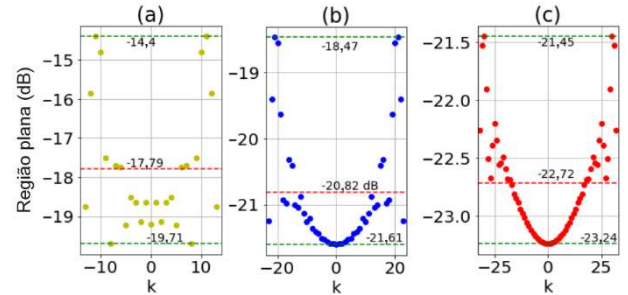 (a) (b) (c)
Região plana (dB)
-14 -15 -16 -17 -18 -19
-14,4
-17,79
-19,71
-10 0 10
k
-19 -20 -21
-18,47
-20,82 dB
-21,61
-20 0 20
k
-21.5 -22.0 -22.5 -23.0
-21,45
-22,72
-23,24
-25 0 25
k